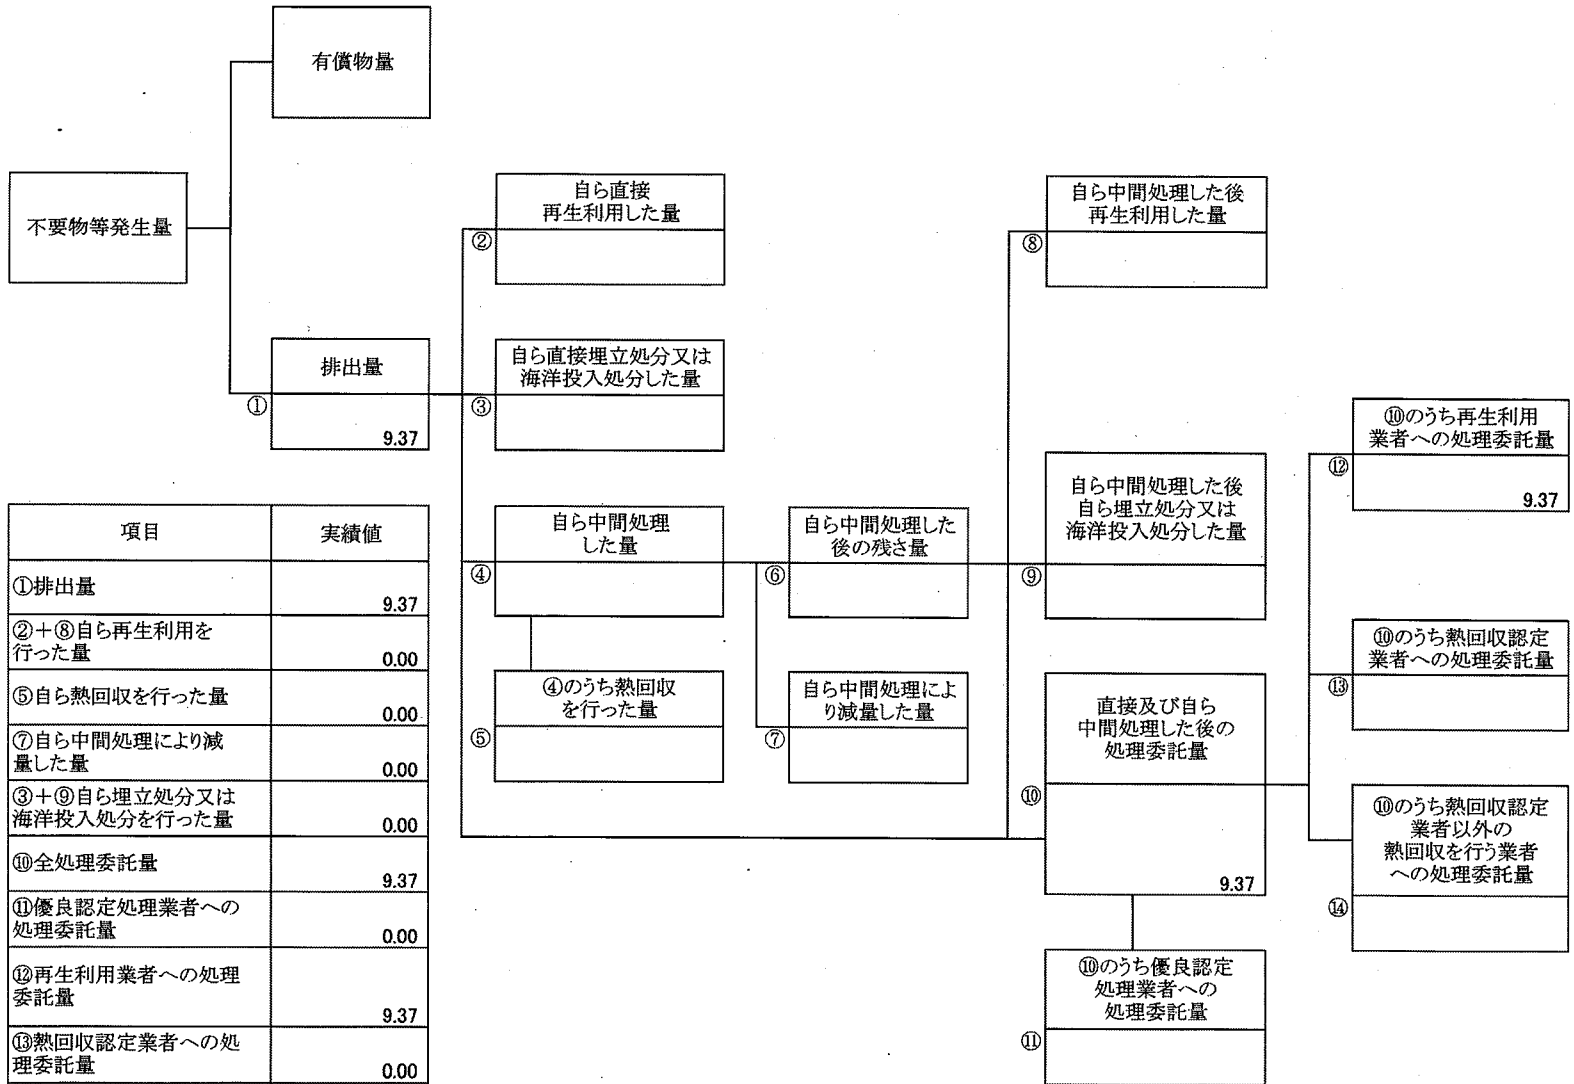 有償物量
不要物等発生量
排出量
①
9.37
自ら直接
再生利用した量
②
自ら直接埋立処分又は
海洋投入処分した量
③
自ら中間処理
した量
④
④のうち熱回収
を行った量
⑤
自ら中間処理した
後の残さ量
⑥
自ら中間処理によ
り減量した量
⑦
自ら中間処理した後
再生利用した量
⑧
自ら中間処理した後
自ら埋立処分又は
海洋投入処分した量
⑨
直接及び自ら
中間処理した後の
処理委託量
⑩
9.37
⑩のうち優良認定
処理業者への
処理委託量
⑪
⑩のうち再生利用
業者への処理委託量
⑫
9.37
⑩のうち熱回収認定
業者への処理委託量
⑬
⑩のうち熱回収認定
業者以外の
熱回収を行う業者
への処理委託量
⑭
項目 実績値
①排出量
9.37
②+⑧自ら再生利用を
行った量
0.00
⑤自ら熱回収を行った量
0.00
⑦自ら中間処理により減
量した量
0.00
③+⑨自ら埋立処分又は
海洋投入処分を行った量
0.00
⑩全処理委託量
9.37
⑪優良認定処理業者への
処理委託量
0.00
⑫再生利用業者への処理
委託量
9.37
⑬熱回収認定業者への処
理委託量
0.00